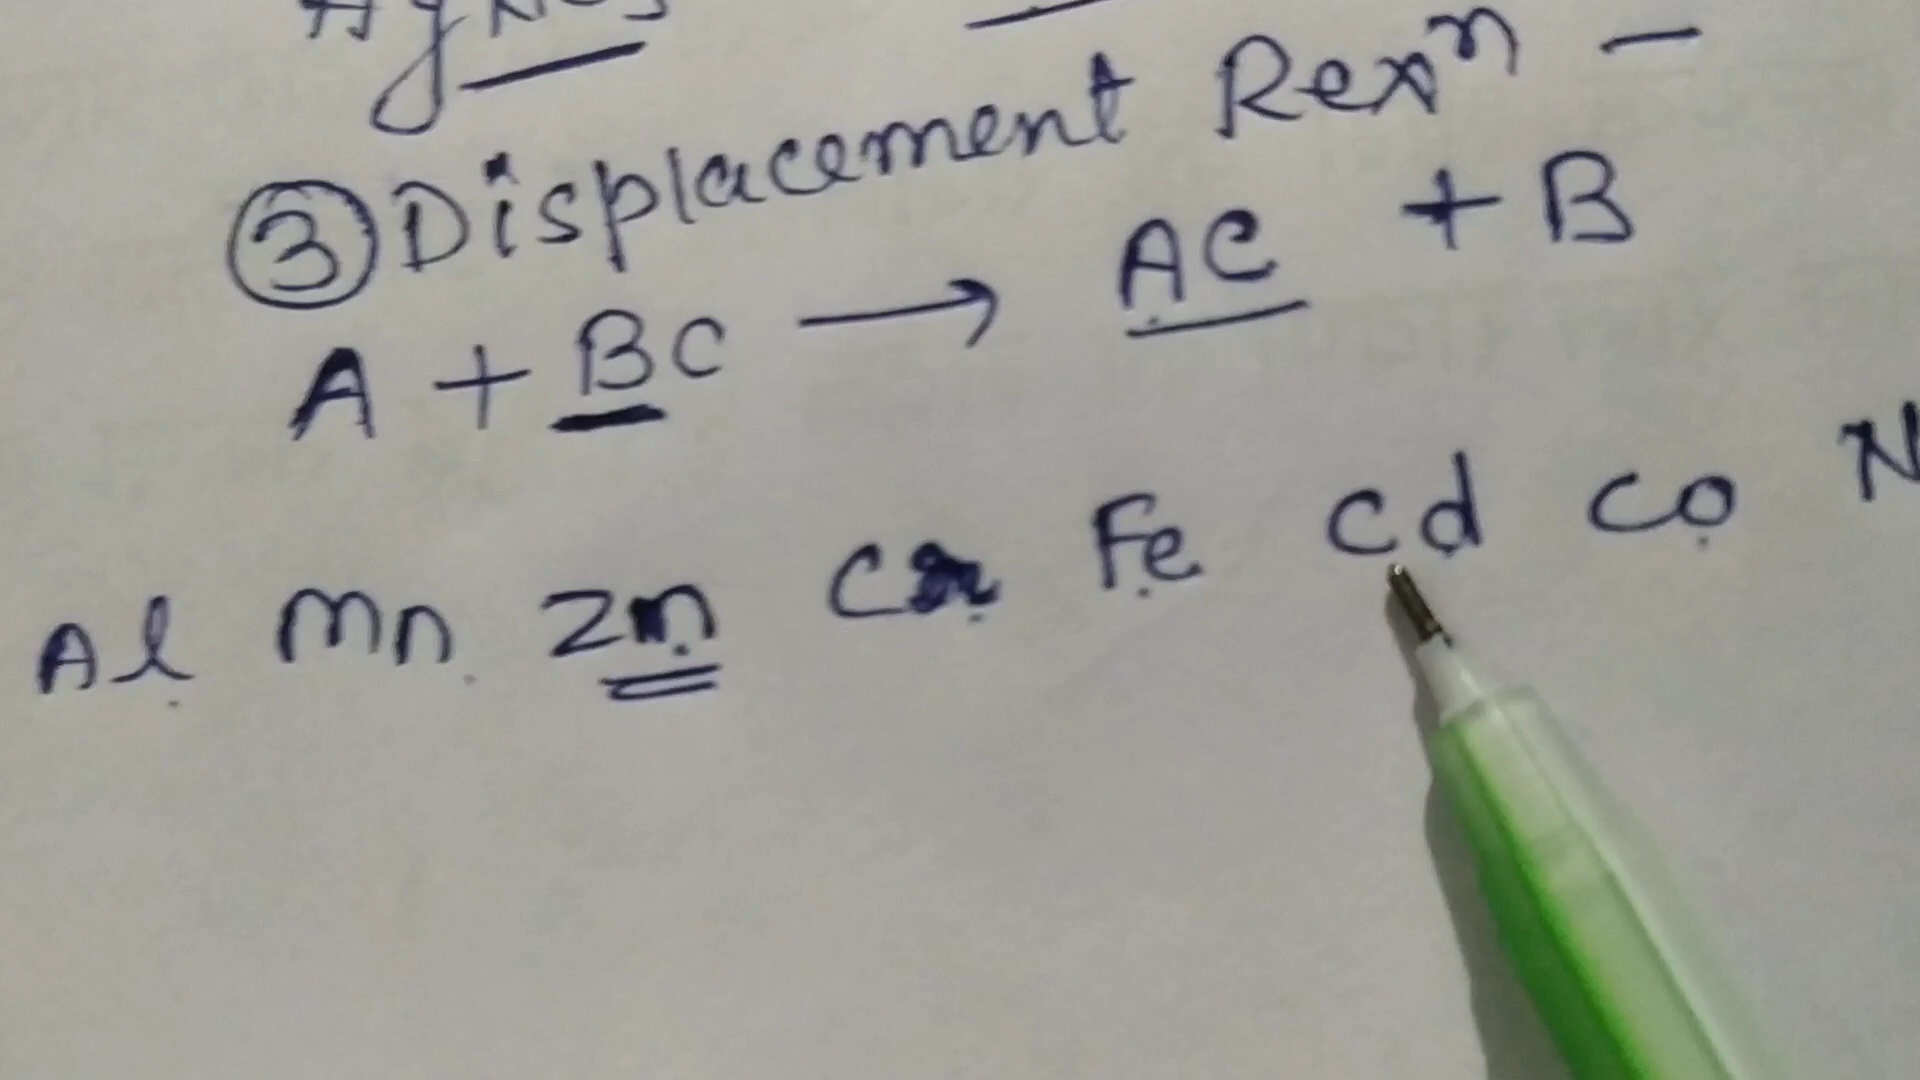 ③ Displacement Rexⁿ -
A + BC → AC + B
Al Mn Zn Cr Fe Cd Co